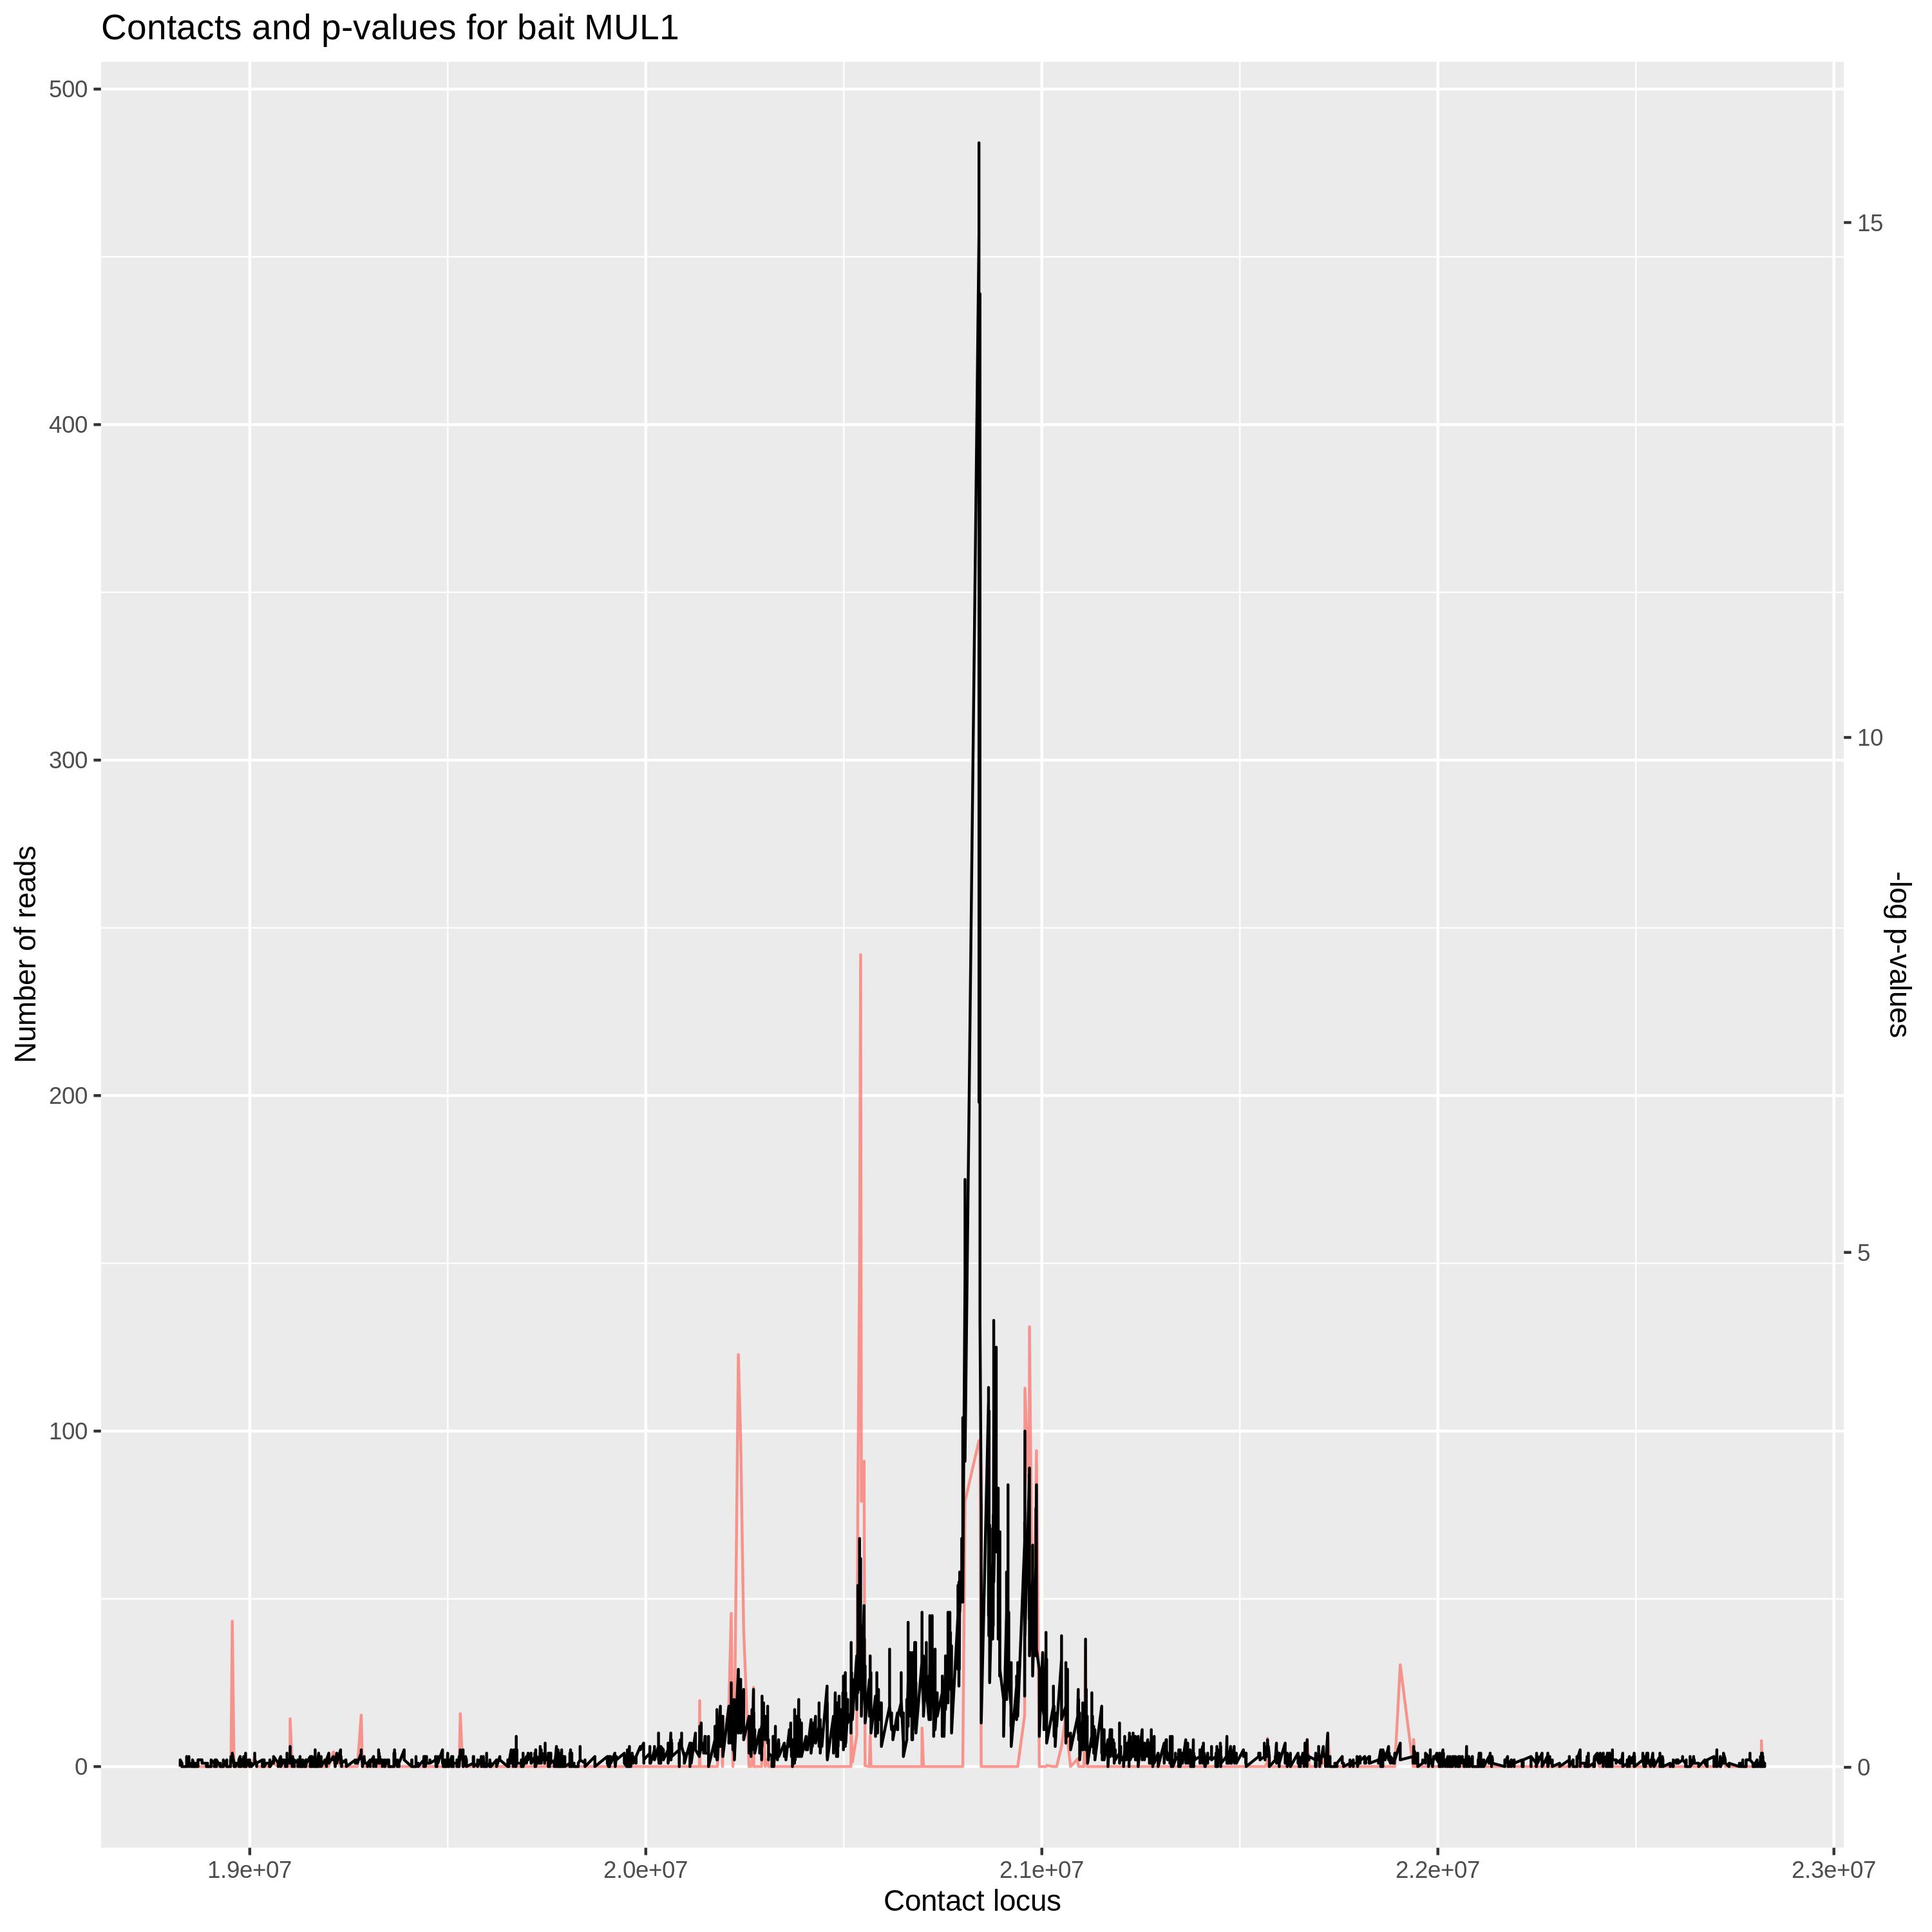 Contacts and p-values for bait MUL1
500
400
300
200
100
0
Number of reads
15
10
5
0
-log p-values
1.9e+07
2.0e+07
2.1e+07
2.2e+07
2.3e+07
Contact locus